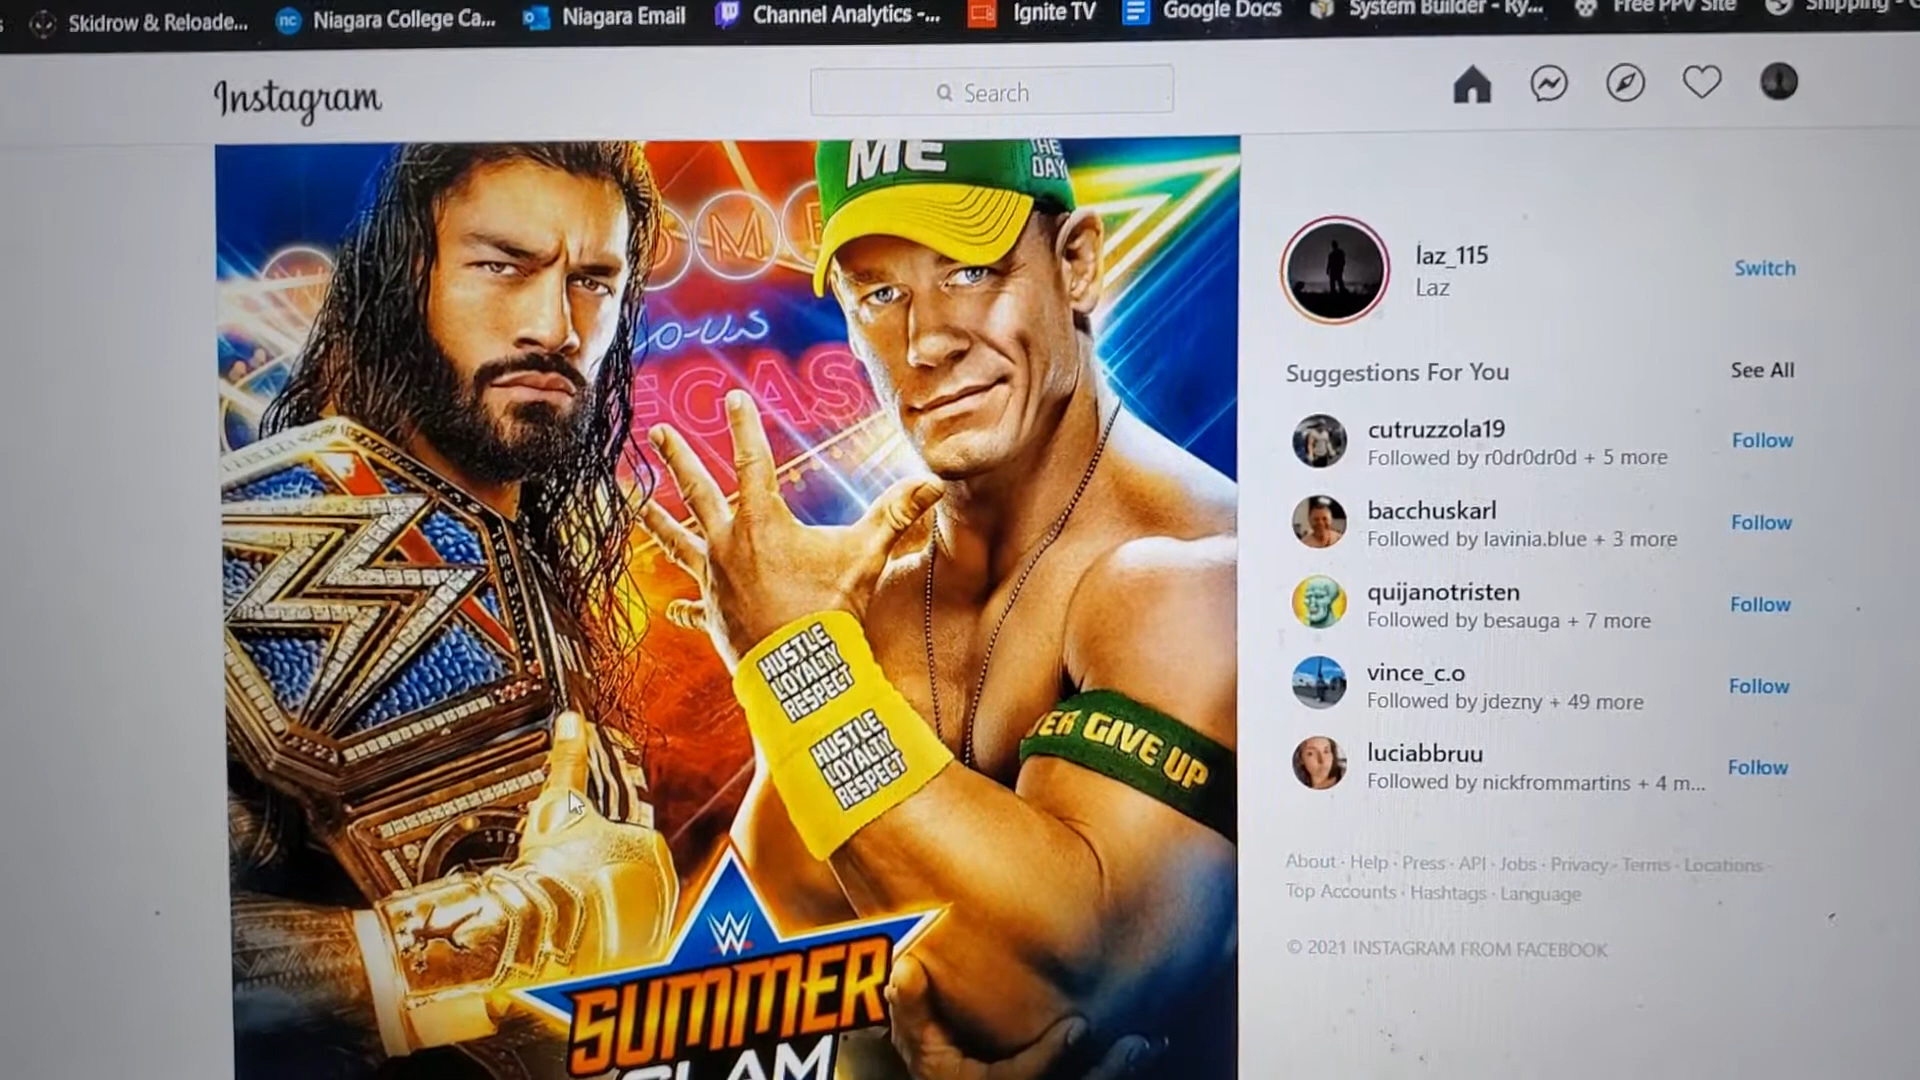 Skidrow & Reloade...
Niagara College Ca...
Niagara Email
Channel Analytics -...
Ignite TV
Google Docs
System Builder - Ry...
Free PPV Site
Shipping -
Instagram
Search
ME
THE
DAY
O-US
EGAS
HUSTLE
LOYALTY
RESPECT
HUSTLE
LOYALTY
RESPECT
ER GIVE UP
W
SUMMER
SLAM
laz_115
Laz
Switch
Suggestions For You
See All
cutruzzola19
Followed by r0dr0dr0d + 5 more
Follow
bacchuskarl
Followed by lavinia.blue + 3 more
Follow
quijanotristen
Followed by besauga + 7 more
Follow
vince_c.o
Followed by jdezny + 49 more
Follow
luciabbruu
Followed by nickfrommartins + 4 m...
Follow
About · Help · Press · API · Jobs · Privacy · Terms · Locations ·
Top Accounts · Hashtags · Language
© 2021 INSTAGRAM FROM FACEBOOK